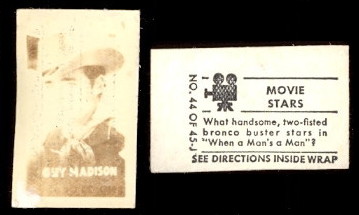 GUY MADISON
NO. 44 OF 45-J
MOVIE
STARS
What handsome, two-fisted
bronco buster stars in
"When a Man's a Man"?
SEE DIRECTIONS INSIDE WRAP